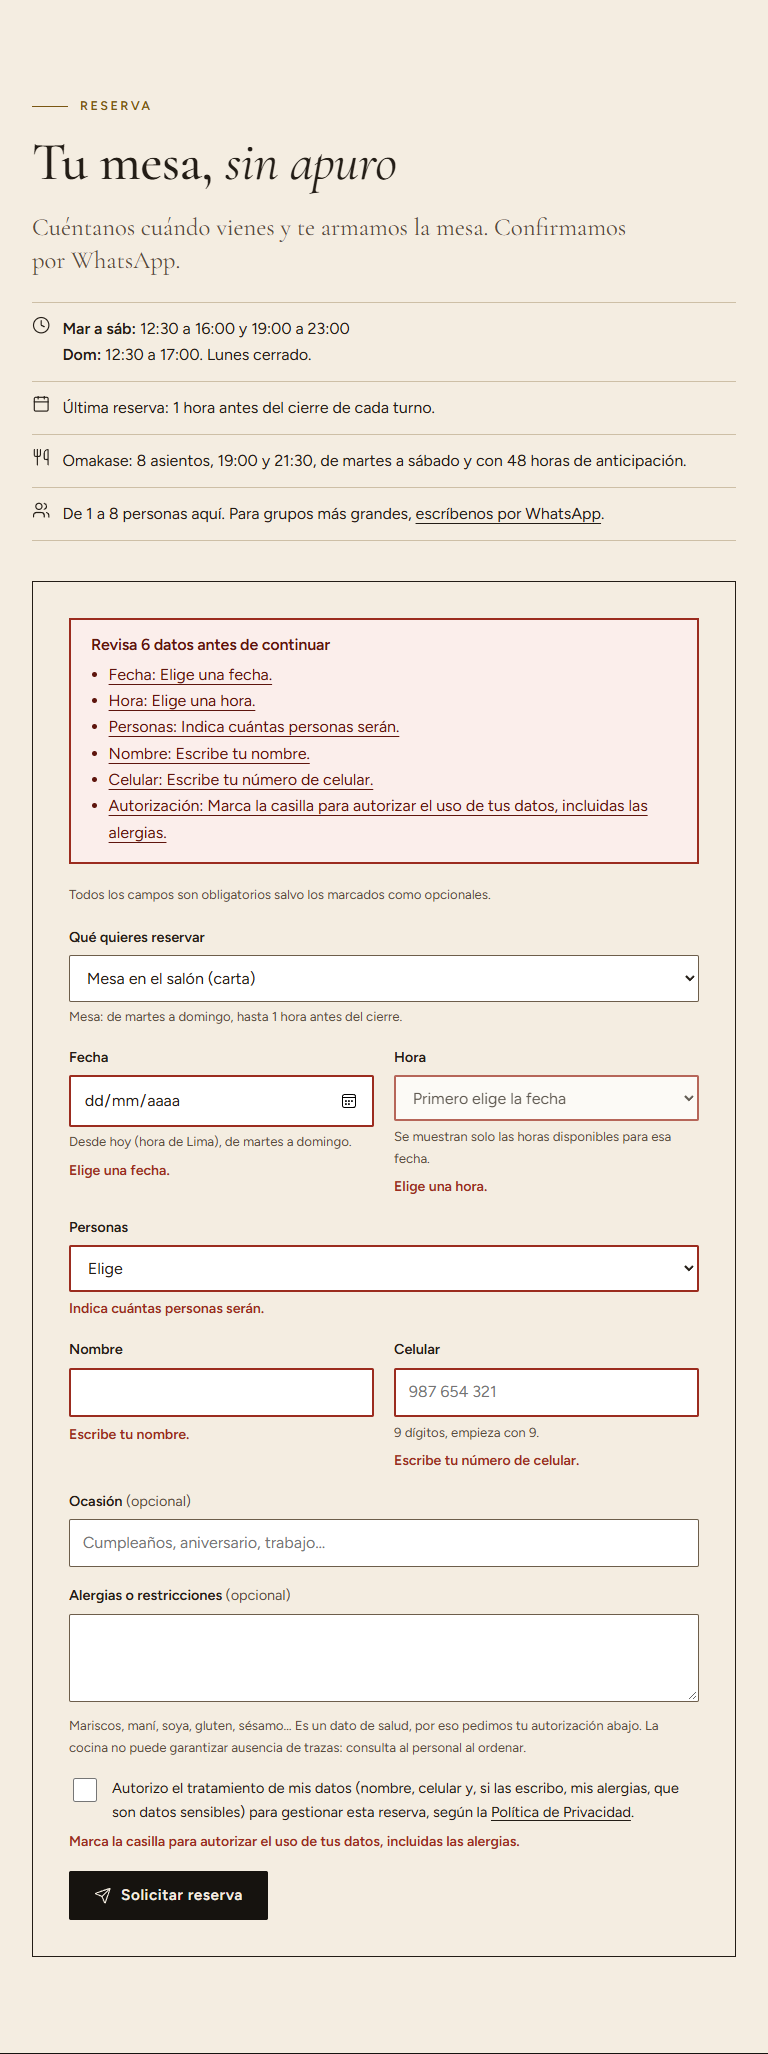 RESERVA
Tu mesa, sin apuro
Cuéntanos cuándo vienes y te armamos la mesa. Confirmamos
por WhatsApp.
Mar a sáb: 12:30 a 16:00 y 19:00 a 23:00
Dom: 12:30 a 17:00. Lunes cerrado.
Última reserva: 1 hora antes del cierre de cada turno.
Omakase: 8 asientos, 19:00 y 21:30, de martes a sábado y con 48 horas de anticipación.
De 1 a 8 personas aquí. Para grupos más grandes, escríbenos por WhatsApp.
Revisa 6 datos antes de continuar
• Fecha: Elige una fecha.
• Hora: Elige una hora.
• Personas: Indica cuántas personas serán.
• Nombre: Escribe tu nombre.
• Celular: Escribe tu número de celular.
• Autorización: Marca la casilla para autorizar el uso de tus datos, incluidas las
alergias.
Todos los campos son obligatorios salvo los marcados como opcionales.
Qué quieres reservar
Mesa en el salón (carta)
Mesa: de martes a domingo, hasta 1 hora antes del cierre.
Fecha
dd/mm/aaaa
Desde hoy (hora de Lima), de martes a domingo.
Elige una fecha.
Hora
Primero elige la fecha
Se muestran solo las horas disponibles para esa
fecha.
Elige una hora.
Personas
Elige
Indica cuántas personas serán.
Nombre
Escribe tu nombre.
Celular
987 654 321
9 dígitos, empieza con 9.
Escribe tu número de celular.
Ocasión (opcional)
Cumpleaños, aniversario, trabajo...
Alergias o restricciones (opcional)
Mariscos, maní, soya, gluten, sésamo... Es un dato de salud, por eso pedimos tu autorización abajo. La
cocina no puede garantizar ausencia de trazas: consulta al personal al ordenar.
Autorizo el tratamiento de mis datos (nombre, celular y, si las escribo, mis alergias, que
son datos sensibles) para gestionar esta reserva, según la Política de Privacidad.
Marca la casilla para autorizar el uso de tus datos, incluidas las alergias.
Solicitar reserva